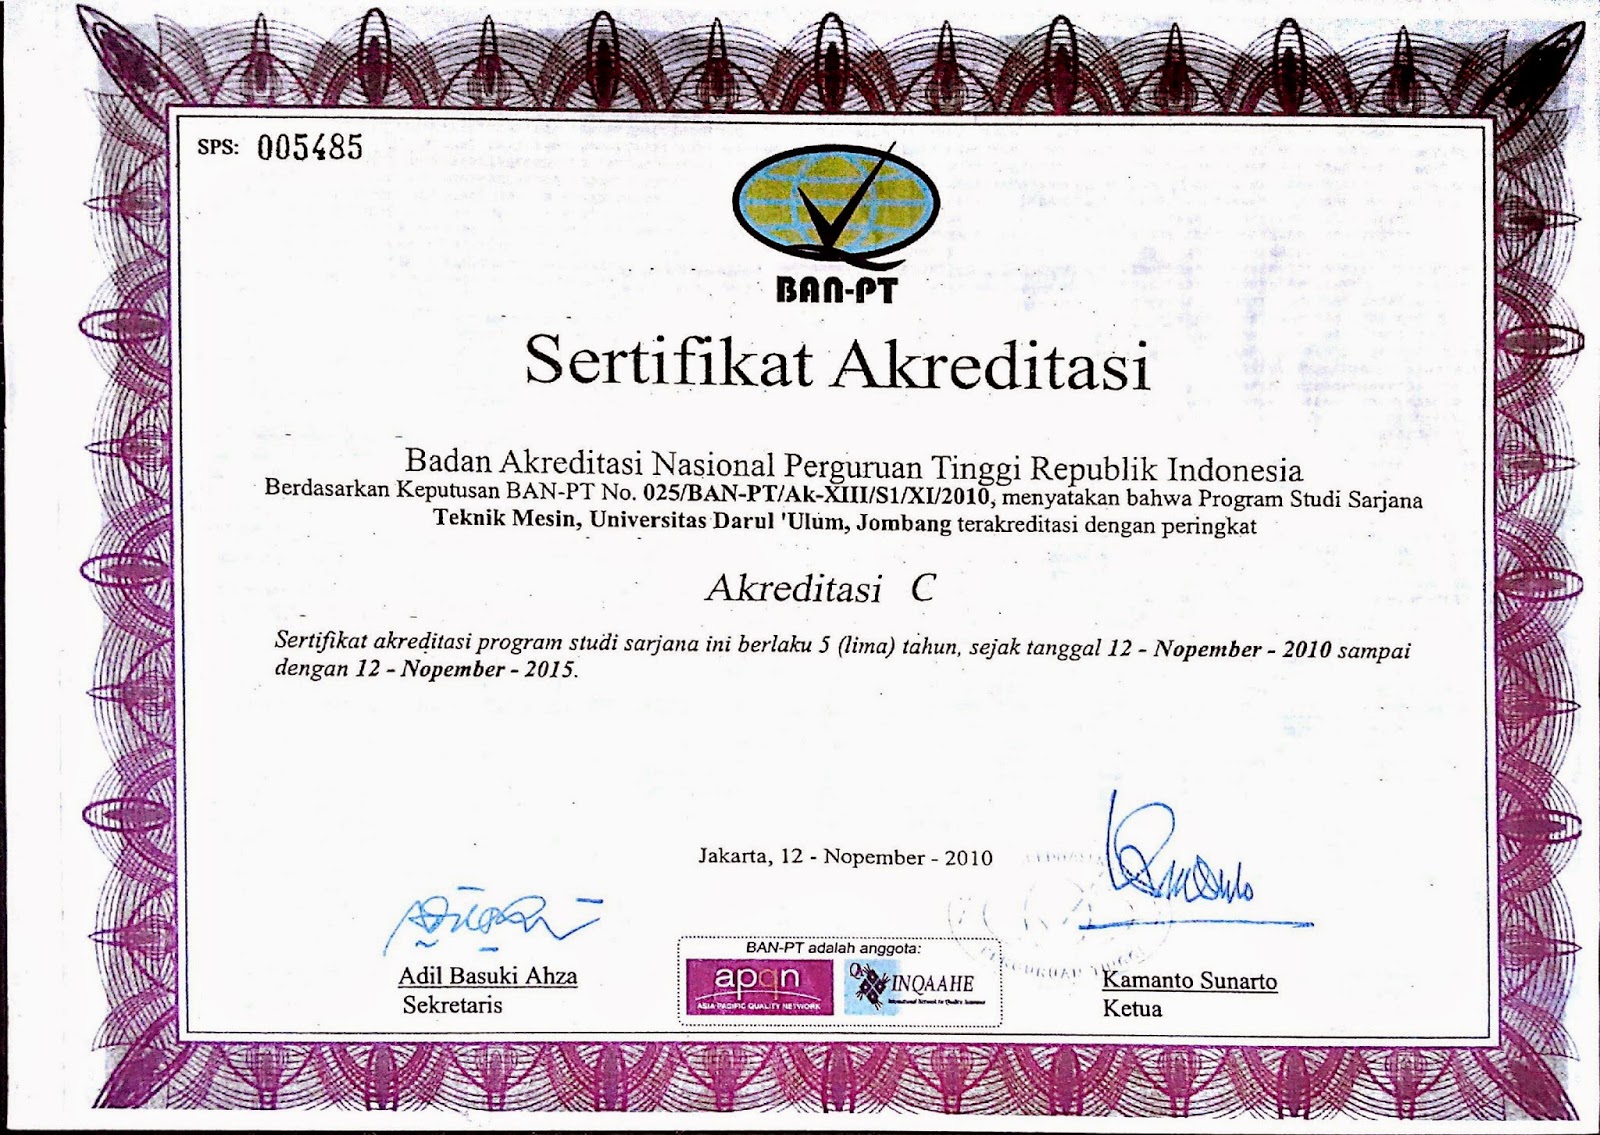 SPS: 005485
BAN-PT
Sertifikat Akreditasi
Badan Akreditasi Nasional Perguruan Tinggi Republik Indonesia
Berdasarkan Keputusan BAN-PT No. 025/BAN-PT/Ak-XIII/S1/XI/2010, menyatakan bahwa Program Studi Sarjana
Teknik Mesin, Universitas Darul 'Ulum, Jombang terakreditasi dengan peringkat
Akreditasi C
Sertifikat akreditasi program studi sarjana ini berlaku 5 (lima) tahun, sejak tanggal 12 - Nopember - 2010 sampai
dengan 12 - Nopember - 2015.
Jakarta, 12 - Nopember - 2010
Adil Basuki Ahza
Sekretaris
BAN-PT adalah anggota:
apqn
ASIA-PACIFIC QUALITY NETWORK
INQAAHE
Kamanto Sunarto
Ketua